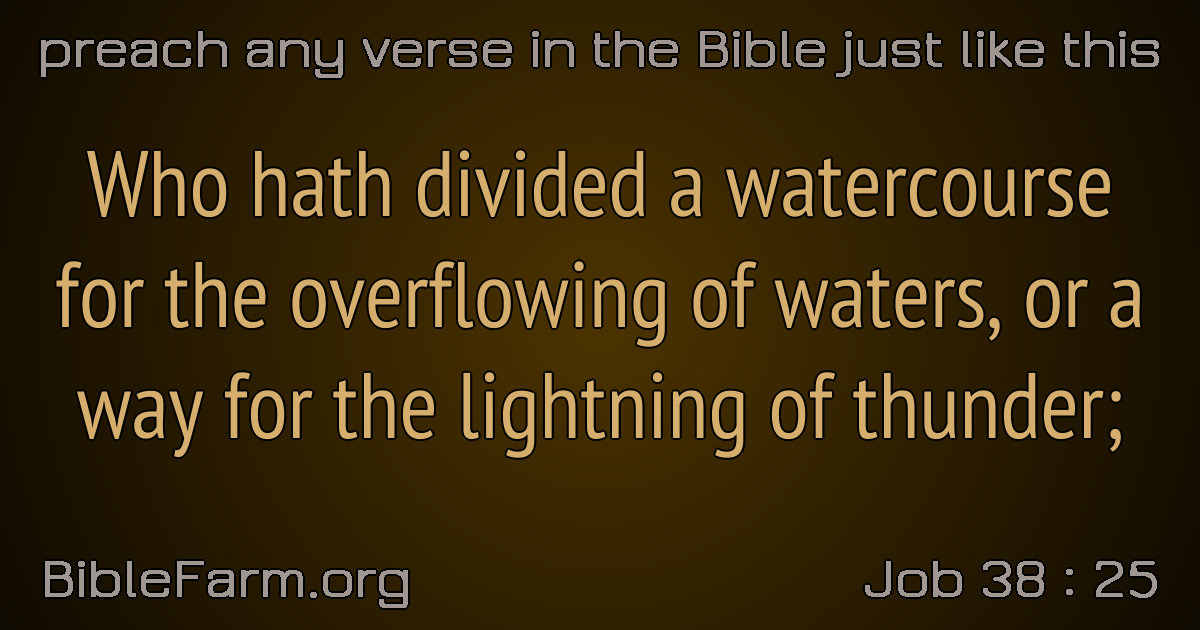 preach any verse in the Bible just like this
Who hath divided a watercourse
for the overflowing of waters, or a
way for the lightning of thunder;
BibleFarm.org
Job 38 : 25